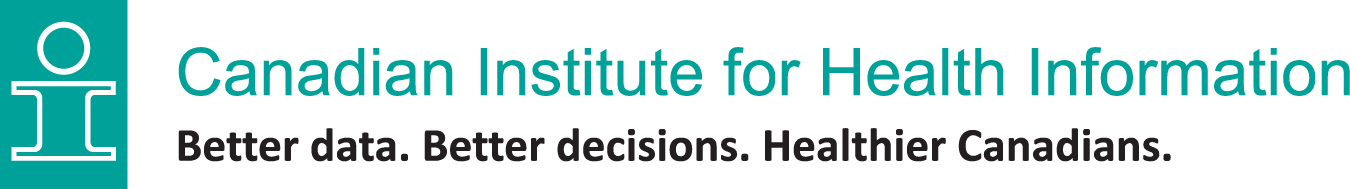 Canadian Institute for Health Information
Better data. Better decisions. Healthier Canadians.